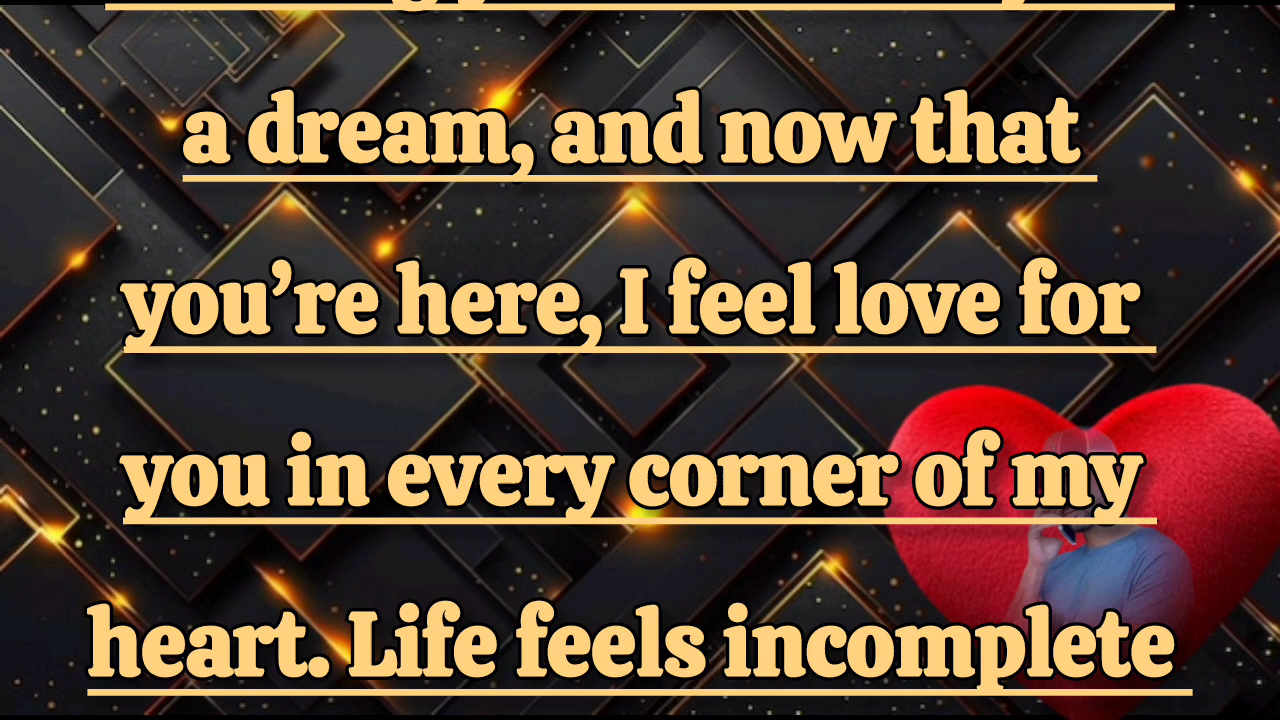 a dream, and now that
you’re here, I feel love for
you in every corner of my
heart. Life feels incomplete